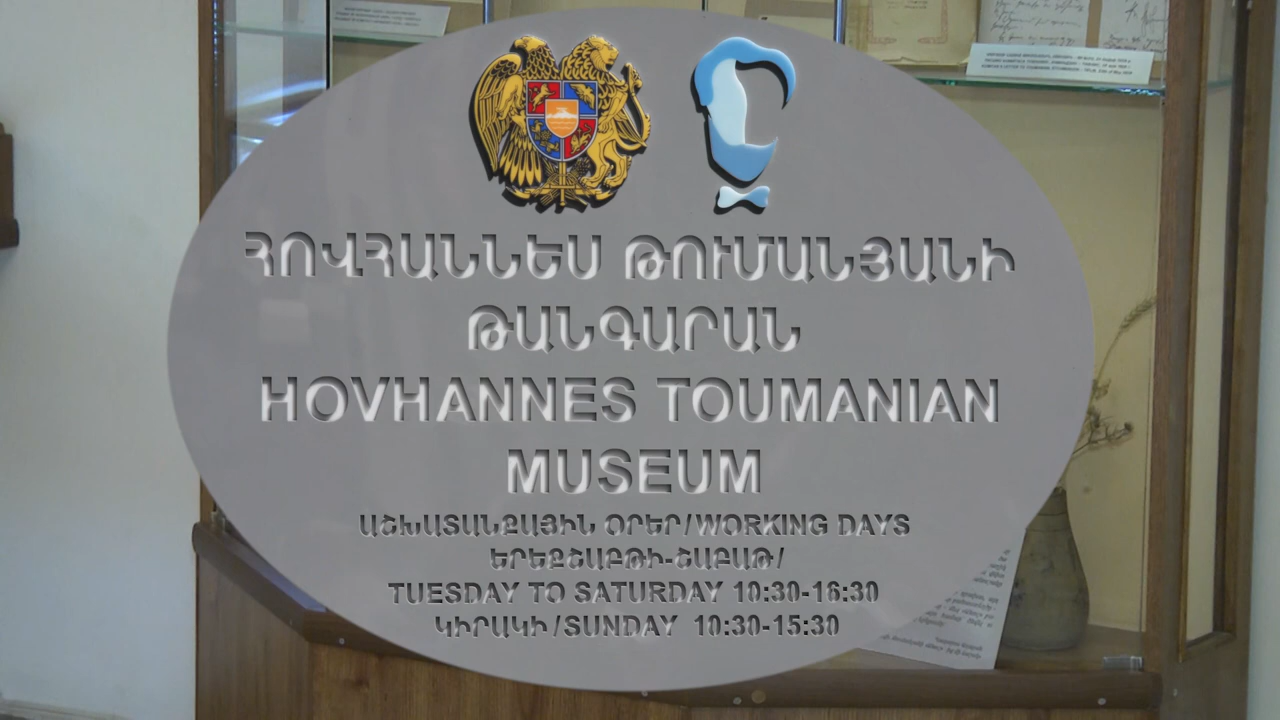 ՀՈՎՀԱՆՆԵՍ ԹՈՒՄԱՆՅԱՆԻ
ԹԱՆԳԱՐԱՆ
HOVHANNES TOUMANIAN
MUSEUM
ԱՇԽԱՏԱՆՔԱՅԻՆ ՕՐԵՐ/WORKING DAYS
ԵՐԵՔՇԱԲԹԻ-ՇԱԲԱԹ/
TUESDAY TO SATURDAY 10:30-16:30
ԿԻՐԱԿԻ/SUNDAY 10:30-15:30